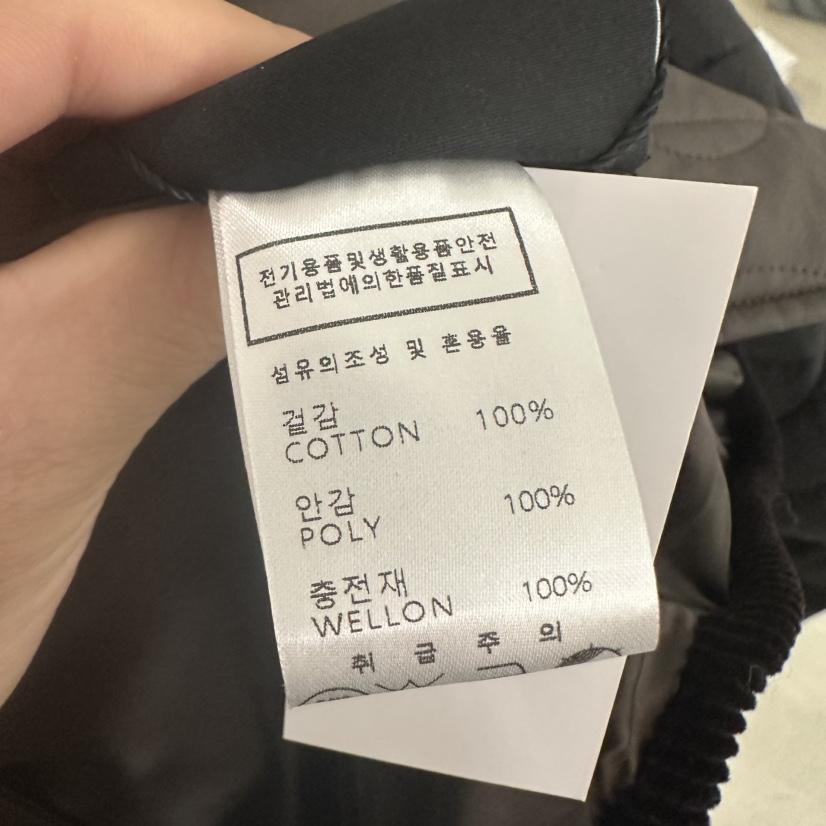 전기용품및생활용품안전
관리법에의한품질표시
섬유의조성 및 혼용율
겉감
COTTON 100%
안감
POLY 100%
충전재
WELLON 100%
취 급 주 의